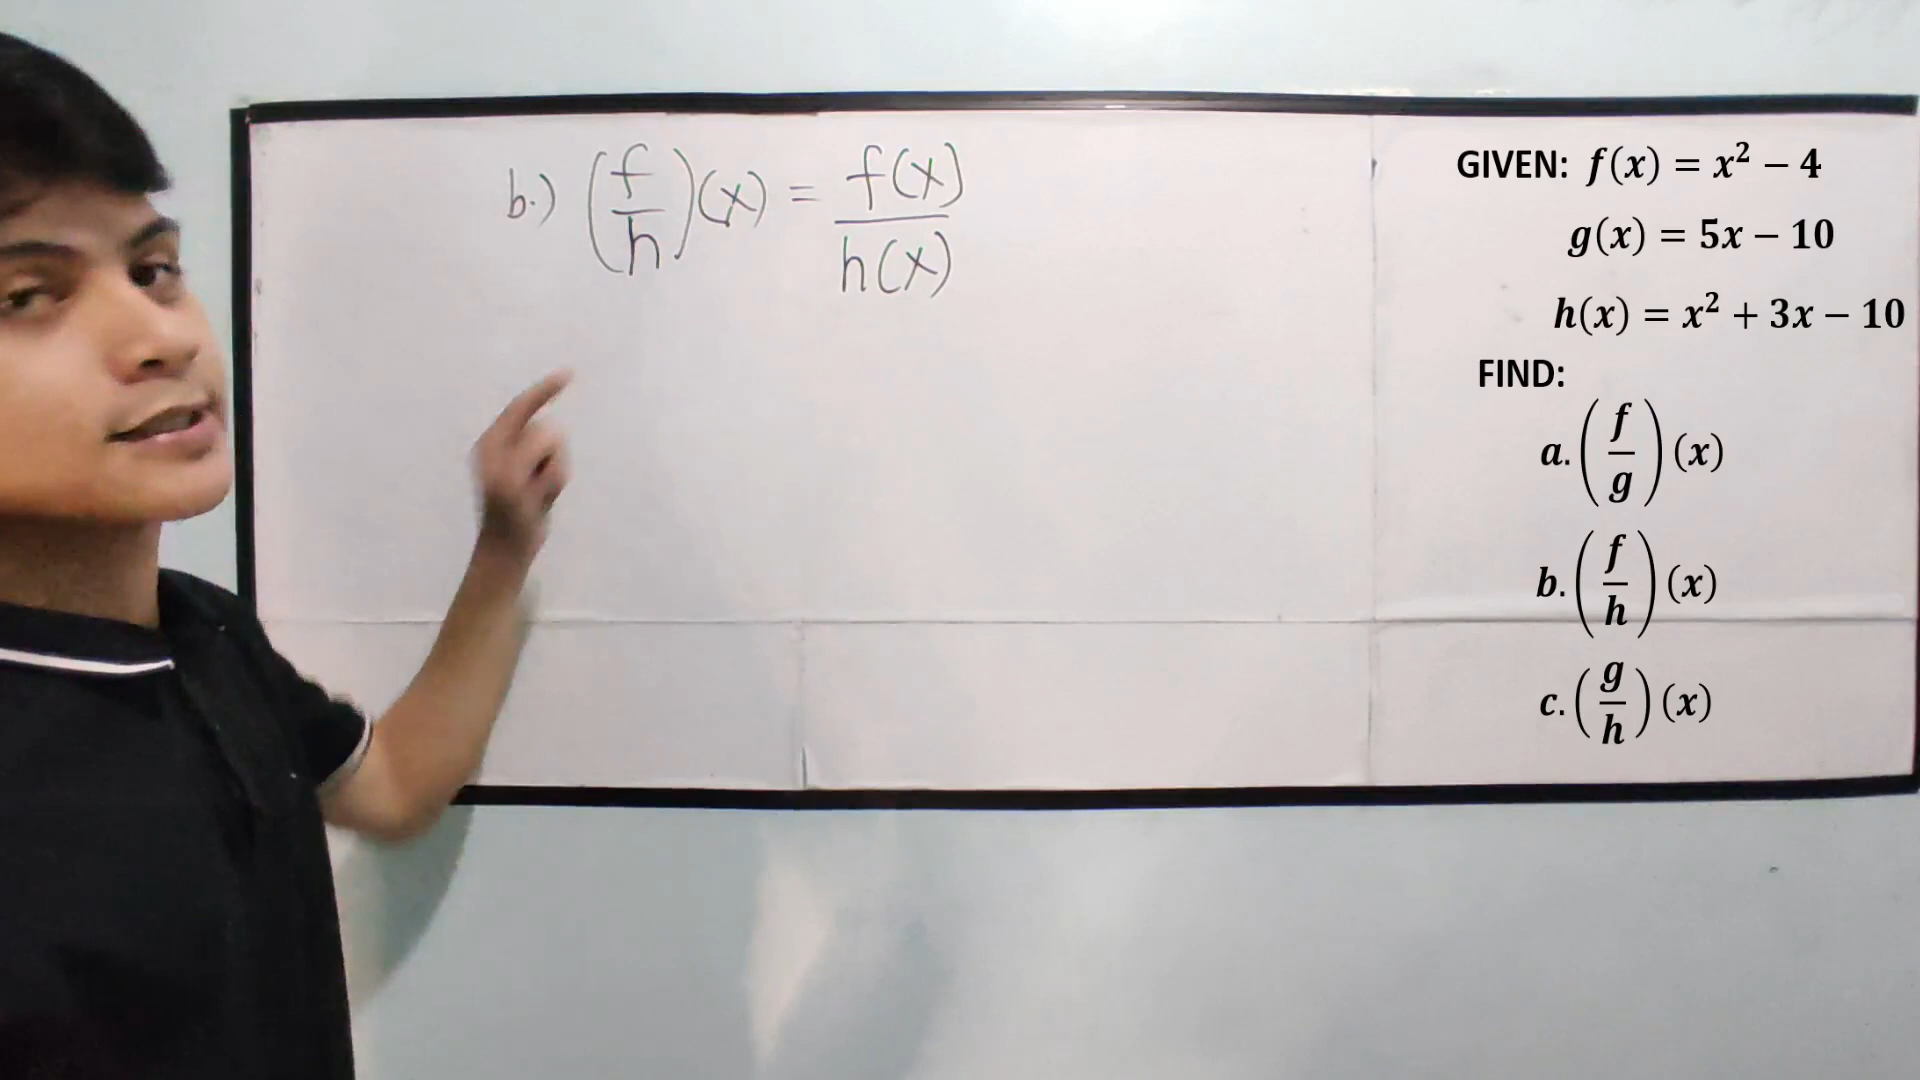 b.) (f/h)(x) = f(x)/h(x)
GIVEN: f(x) = x² − 4
g(x) = 5x − 10
h(x) = x² + 3x − 10
FIND:
a. (f/g)(x)
b. (f/h)(x)
c. (g/h)(x)